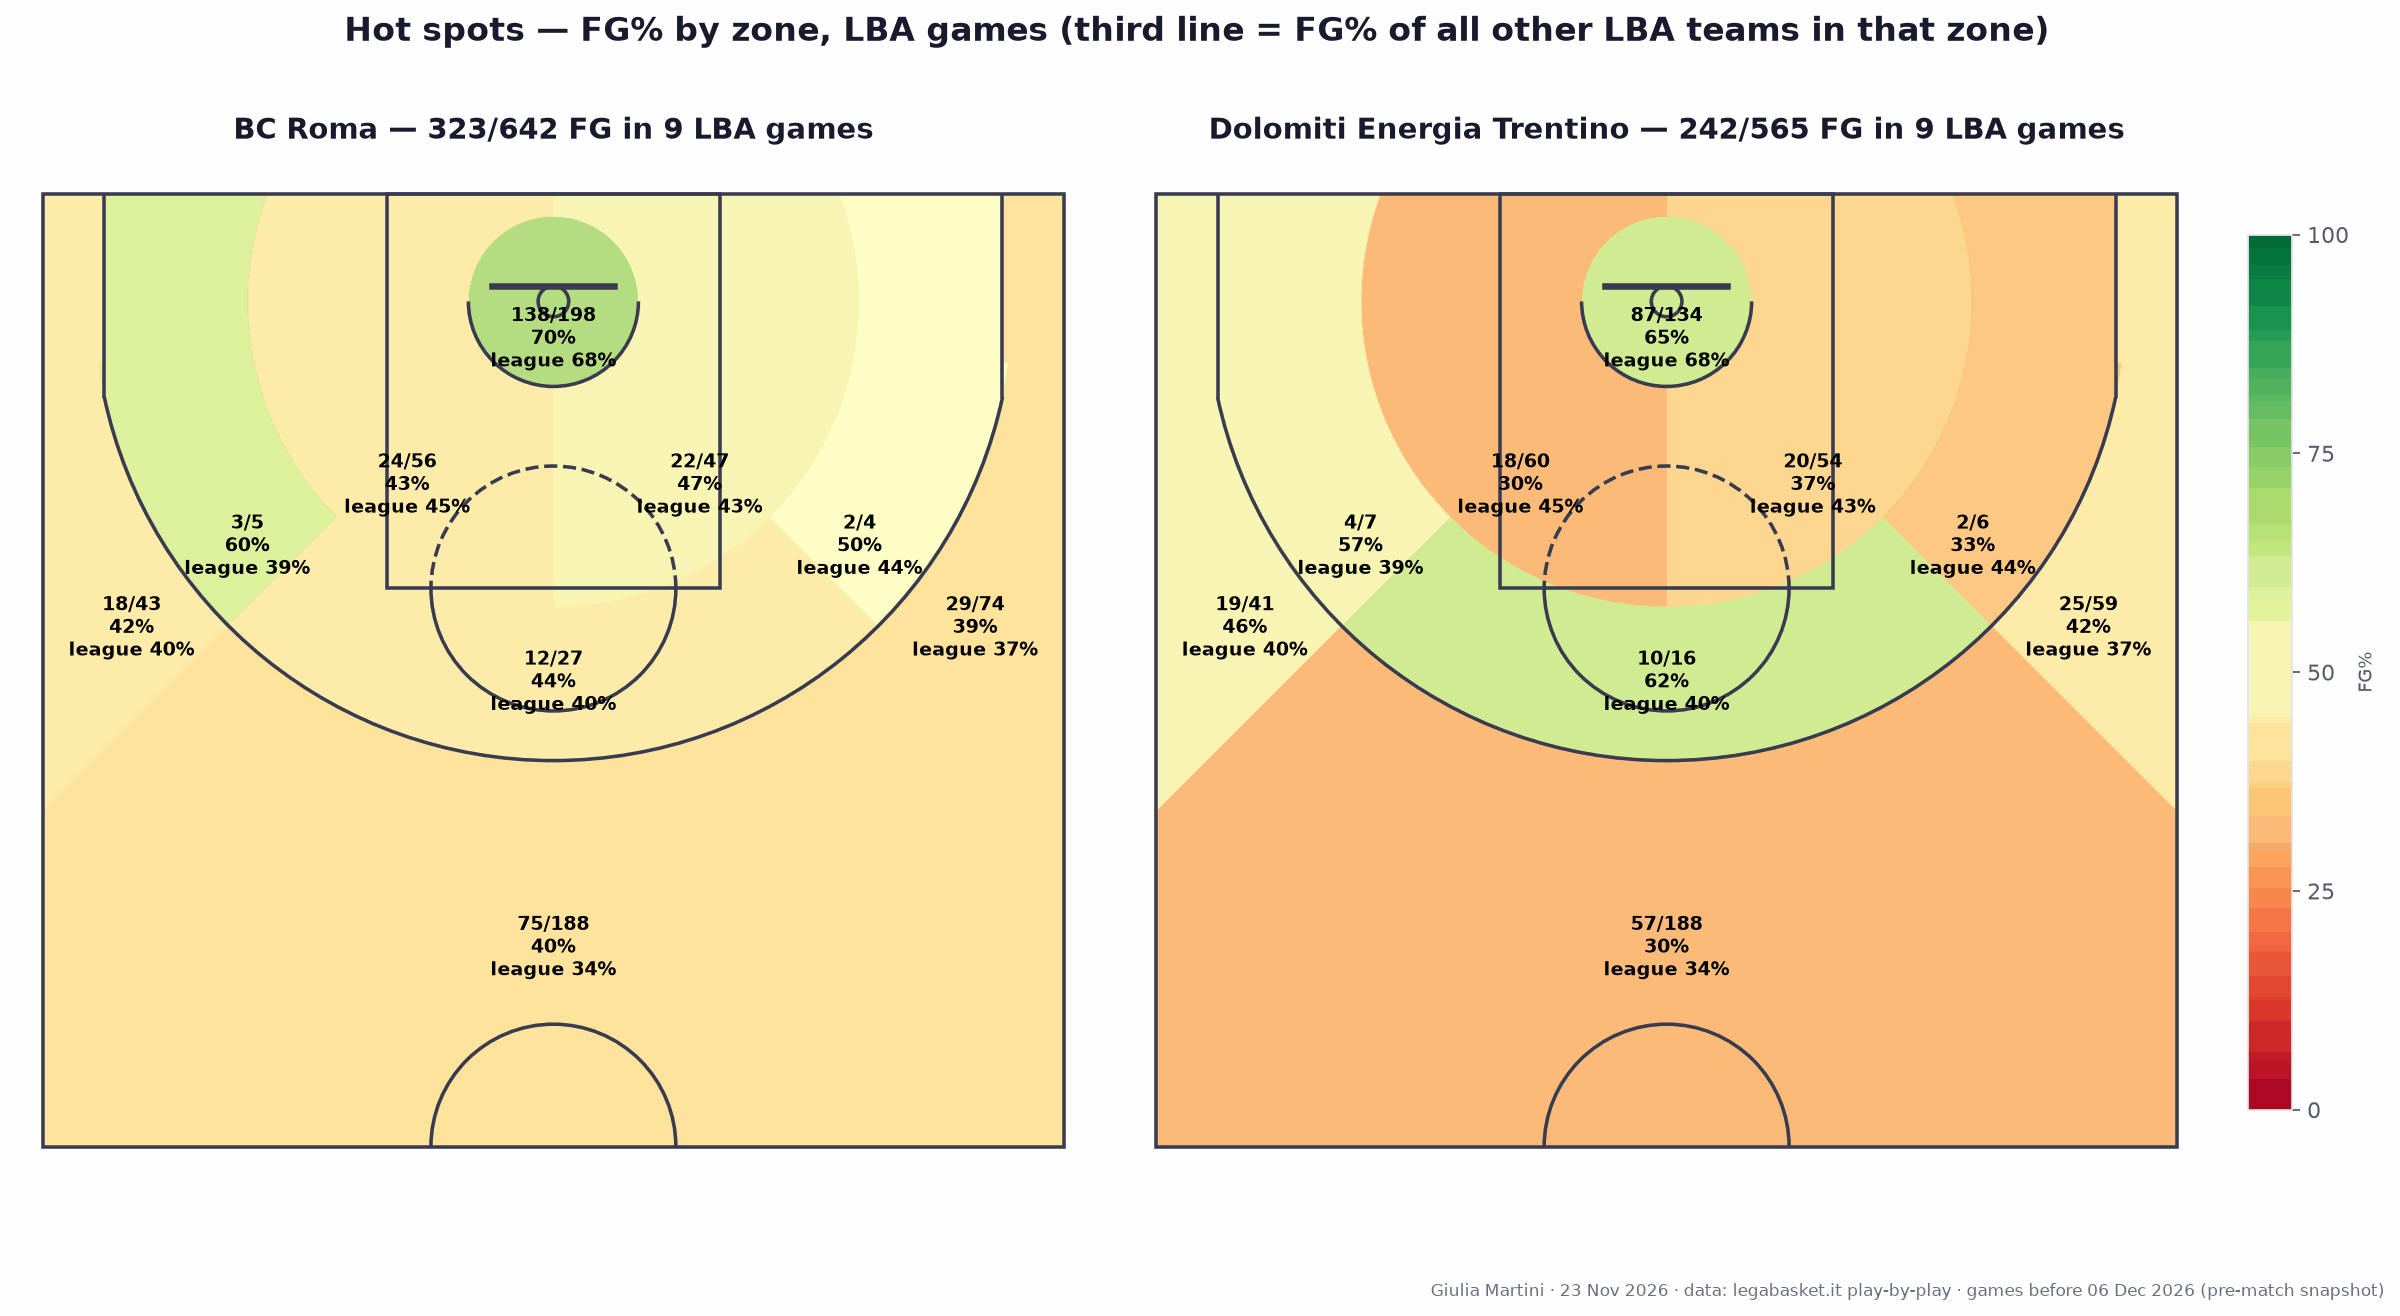 Hot spots — FG% by zone, LBA games (third line = FG% of all other LBA teams in that zone)
BC Roma — 323/642 FG in 9 LBA games
138/198
70%
league 68%
24/56
43%
league 45%
22/47
47%
league 43%
3/5
60%
league 39%
2/4
50%
league 44%
18/43
42%
league 40%
29/74
39%
league 37%
12/27
44%
league 40%
75/188
40%
league 34%
Dolomiti Energia Trentino — 242/565 FG in 9 LBA games
87/134
65%
league 68%
18/60
30%
league 45%
20/54
37%
league 43%
4/7
57%
league 39%
2/6
33%
league 44%
19/41
46%
league 40%
25/59
42%
league 37%
10/16
62%
league 40%
57/188
30%
league 34%
100
75
50
25
0
FG%
Giulia Martini · 23 Nov 2026 · data: legabasket.it play-by-play · games before 06 Dec 2026 (pre-match snapshot)